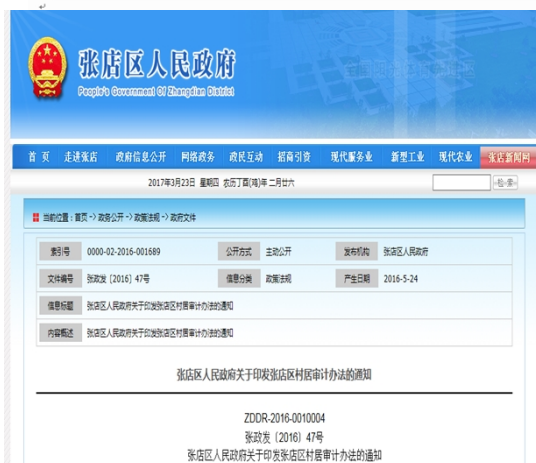 张店区人民政府
People's Government Of Zhangdian District
首 页 走进张店 政府信息公开 网络政务 政民互动 招商引资 现代服务业 新型工业 现代农业 张店新闻网
2017年3月23日 星期四 农历丁酉(鸡)年 二月廿六 检-索
当前位置：首页 -> 政务公开 -> 政策法规 -> 政府文件
索引号 0000-02-2016-001689 公开方式 主动公开 发布机构 张店区人民政府
文件编号 张政发〔2016〕47号 信息分类 政策法规 产生日期 2016-5-24
信息标题 张店区人民政府关于印发张店区村居审计办法的通知
内容概述 张店区人民政府关于印发张店区村居审计办法的通知
张店区人民政府关于印发张店区村居审计办法的通知
ZDDR-2016-0010004
张政发〔2016〕47号
张店区人民政府关于印发张店区村居审计办法的通知